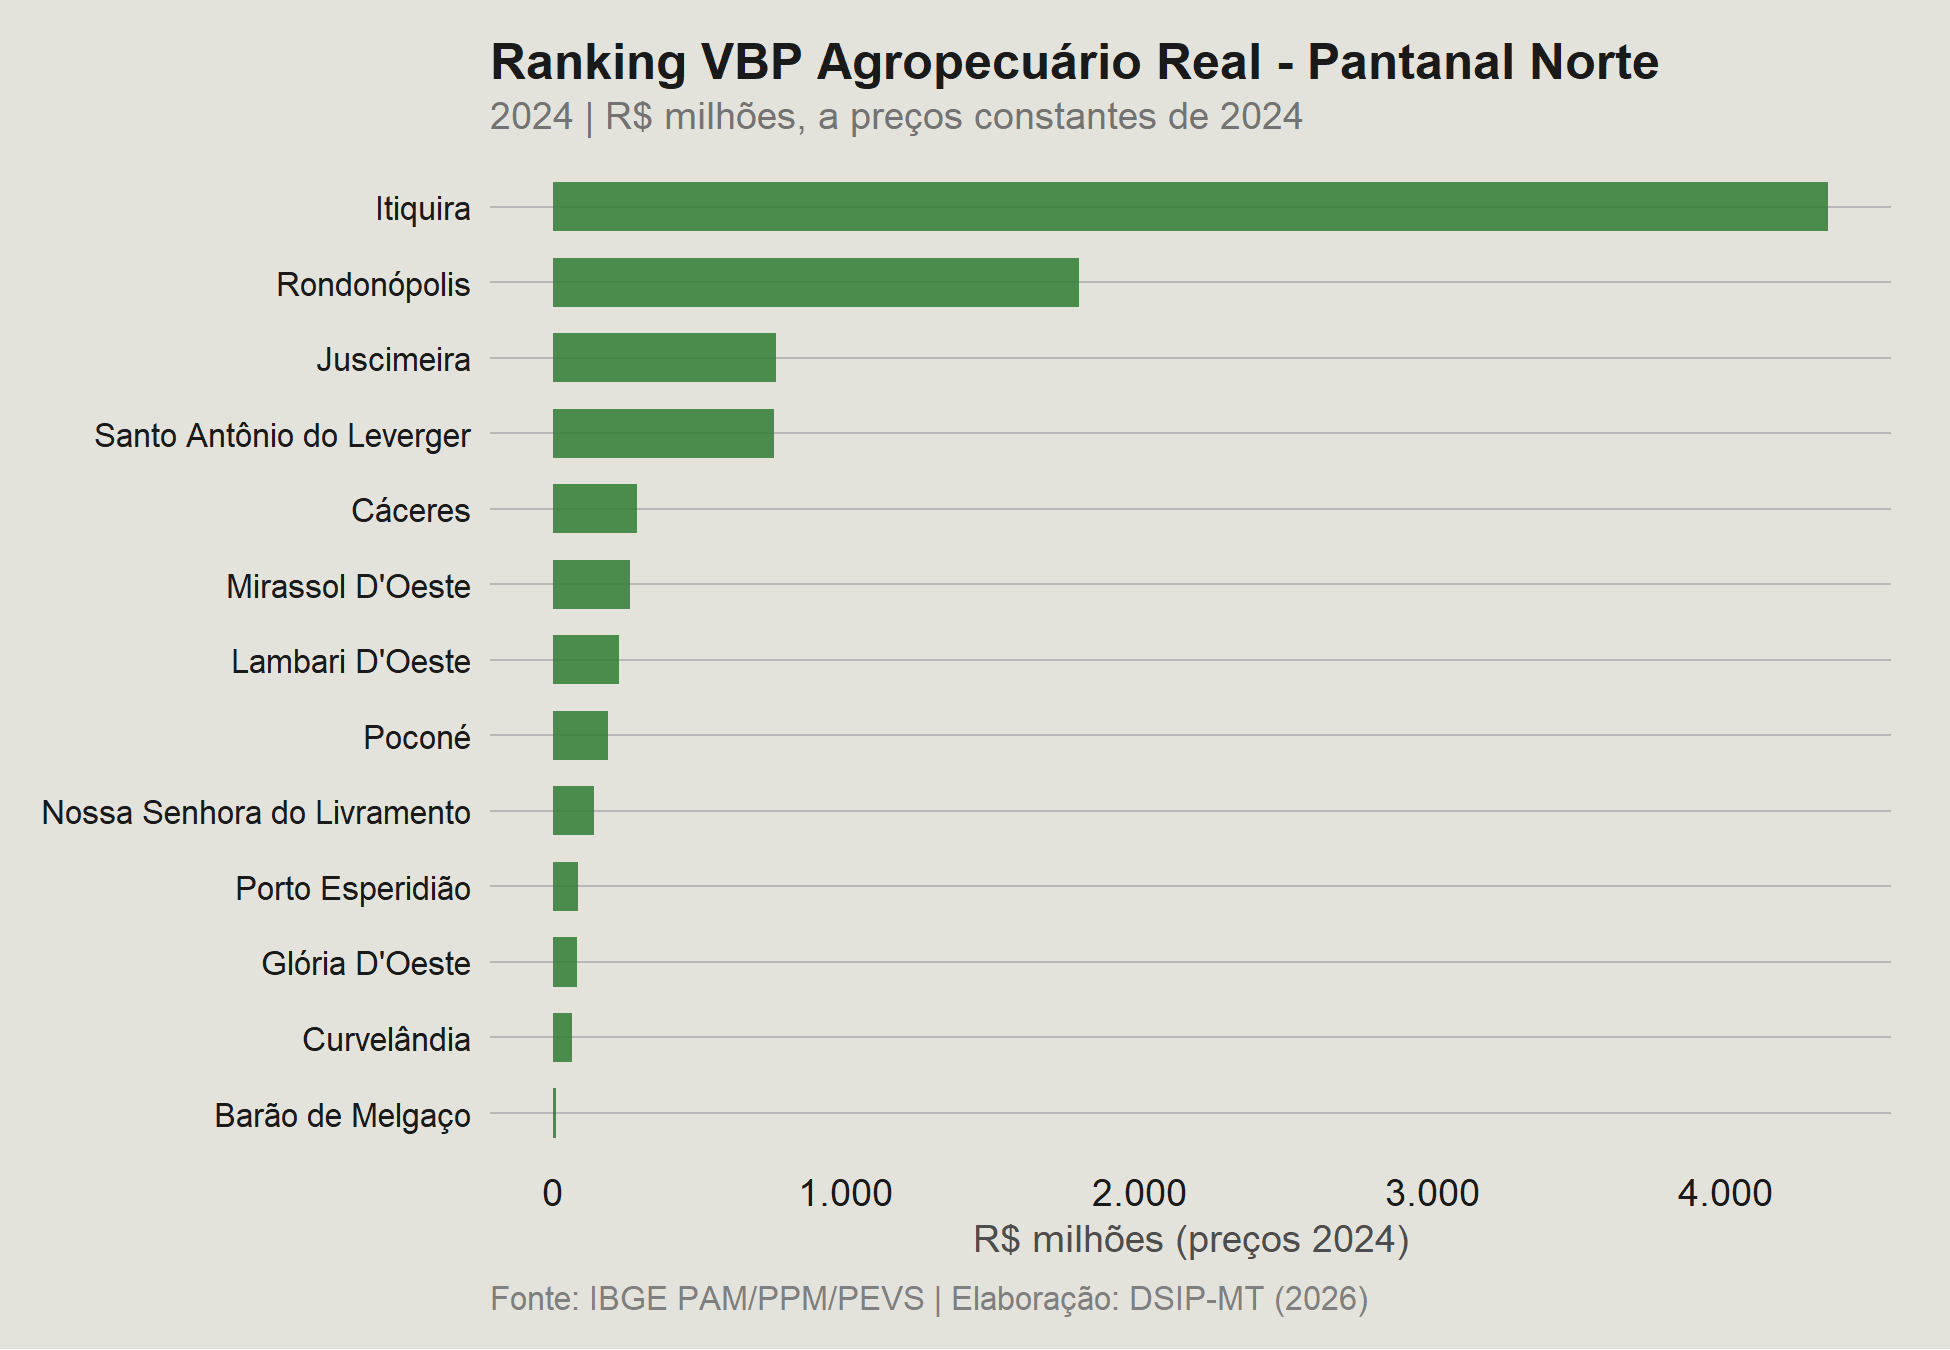 Ranking VBP Agropecuário Real - Pantanal Norte
2024 | R$ milhões, a preços constantes de 2024
Itiquira
Rondonópolis
Juscimeira
Santo Antônio do Leverger
Cáceres
Mirassol D'Oeste
Lambari D'Oeste
Poconé
Nossa Senhora do Livramento
Porto Esperidião
Glória D'Oeste
Curvelândia
Barão de Melgaço
0 1.000 2.000 3.000 4.000
R$ milhões (preços 2024)
Fonte: IBGE PAM/PPM/PEVS | Elaboração: DSIP-MT (2026)